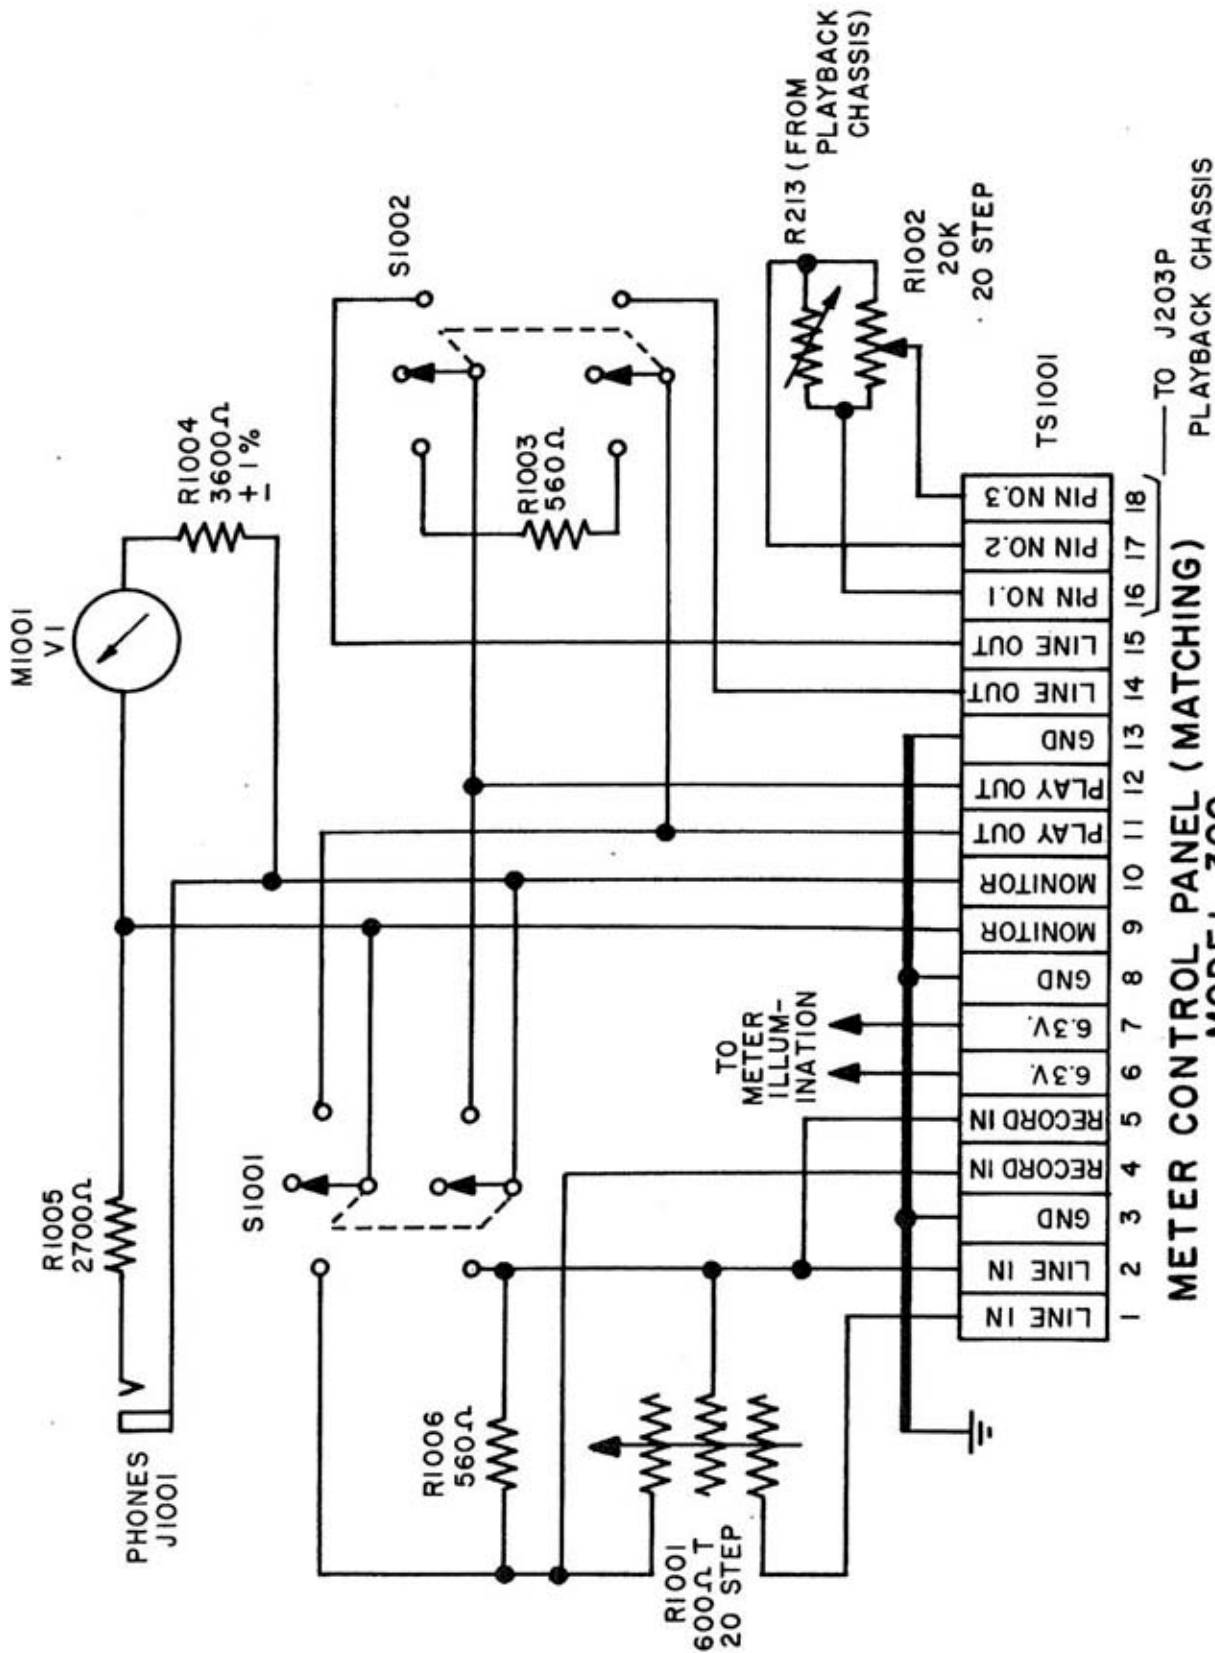 PHONES
J1001
R1005
2700Ω
M1001
VI
R1004
3600Ω
+1%
−
S1001
S1002
R1003
560Ω
R1006
560Ω
R1001
600Ω T
20 STEP
TO
METER
ILLUM-
INATION
R213 (FROM
PLAYBACK
CHASSIS)
R1002
20K
20 STEP
TS1001
LINE IN
LINE IN
GND
RECORD IN
RECORD IN
6.3V.
6.3V.
GND
MONITOR
MONITOR
PLAY OUT
PLAY OUT
GND
LINE OUT
LINE OUT
PIN NO.1
PIN NO.2
PIN NO.3
1 2 3 4 5 6 7 8 9 10 11 12 13 14 15 16 17 18
TO J203P
PLAYBACK CHASSIS
METER CONTROL PANEL (MATCHING)
MODEL 300